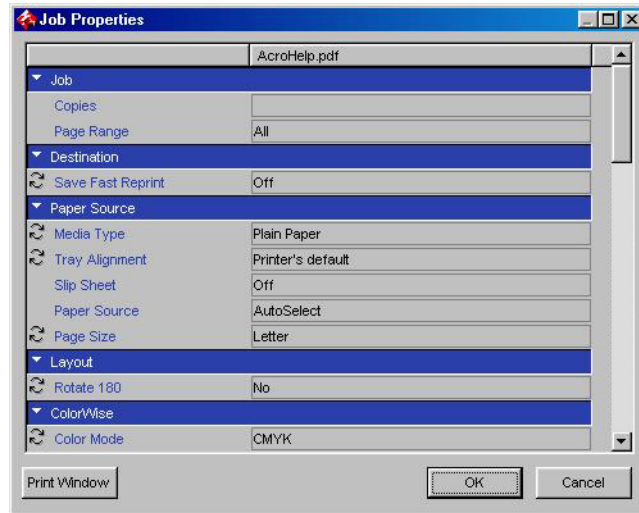 Job Properties
AcroHelp.pdf
Job
Copies
Page Range All
Destination
Save Fast Reprint Off
Paper Source
Media Type Plain Paper
Tray Alignment Printer's default
Slip Sheet Off
Paper Source AutoSelect
Page Size Letter
Layout
Rotate 180 No
ColorWise
Color Mode CMYK
Print Window OK Cancel